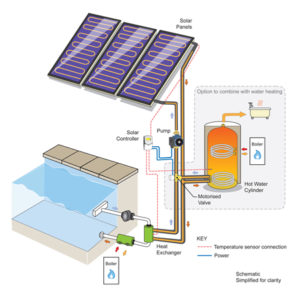 Solar
Panels
Option to combine with water heating
Solar
Controller
Pump
Boiler
Motorised
Valve
Hot Water
Cylinder
Heat
Exchanger
Boiler
KEY
Temperature sensor connection
Power
Schematic
Simplified for clarity